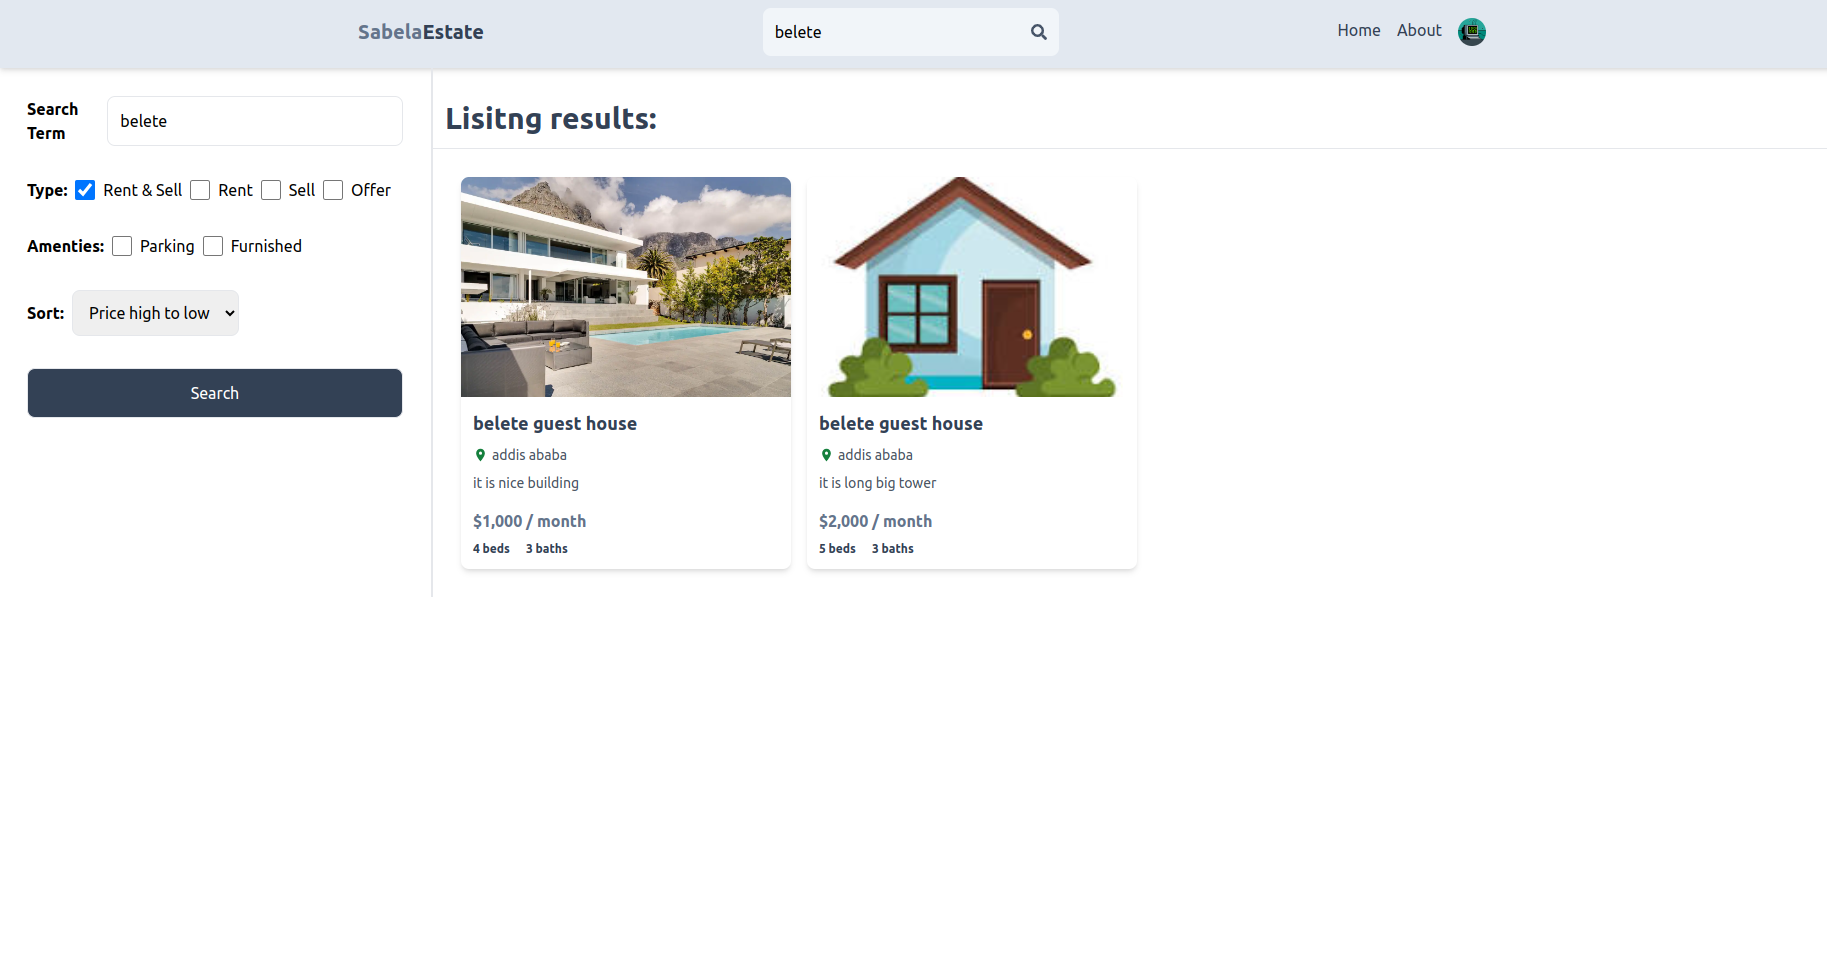 SabelaEstate
belete
Home About
Search Term
belete
Type: Rent & Sell Rent Sell Offer
Amenties: Parking Furnished
Sort: Price high to low
Search
Lisitng results:
belete guest house
addis ababa
it is nice building
$1,000 / month
4 beds 3 baths
belete guest house
addis ababa
it is long big tower
$2,000 / month
5 beds 3 baths